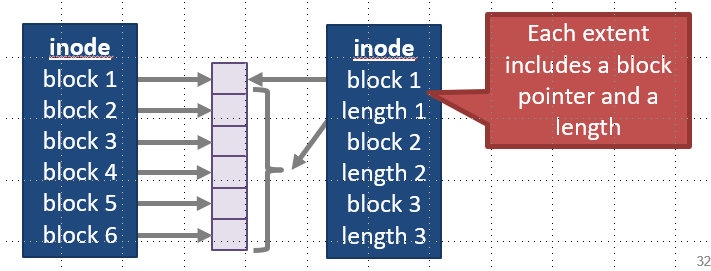 inode
block 1
block 2
block 3
block 4
block 5
block 6
inode
block 1
length 1
block 2
length 2
block 3
length 3
Each extent
includes a block
pointer and a
length
32